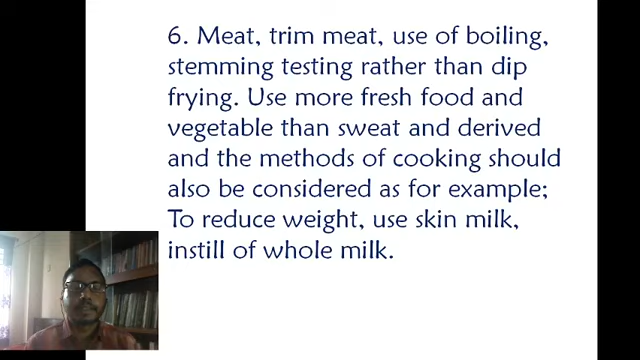 6. Meat, trim meat, use of boiling,
stemming testing rather than dip
frying. Use more fresh food and
vegetable than sweat and derived
and the methods of cooking should
also be considered as for example;
To reduce weight, use skin milk,
instill of whole milk.